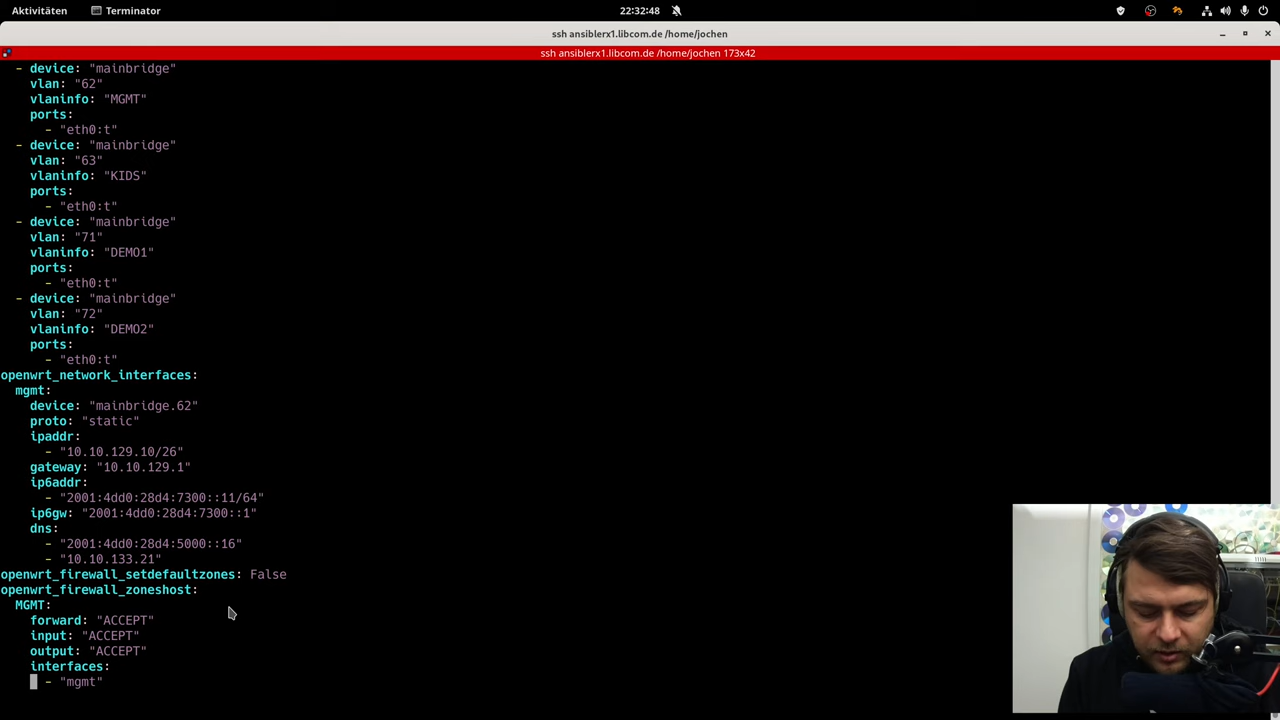 Aktivitäten
Terminator
22:32:48
ssh ansiblerx1.libcom.de /home/jochen
ssh ansiblerx1.libcom.de /home/jochen 173x42
- device: "mainbridge"
vlan: "62"
vlaninfo: "MGMT"
ports:
- "eth0:t"
- device: "mainbridge"
vlan: "63"
vlaninfo: "KIDS"
ports:
- "eth0:t"
- device: "mainbridge"
vlan: "71"
vlaninfo: "DEMO1"
ports:
- "eth0:t"
- device: "mainbridge"
vlan: "72"
vlaninfo: "DEMO2"
ports:
- "eth0:t"
openwrt_network_interfaces:
mgmt:
device: "mainbridge.62"
proto: "static"
ipaddr:
- "10.10.129.10/26"
gateway: "10.10.129.1"
ip6addr:
- "2001:4dd0:28d4:7300::11/64"
ip6gw: "2001:4dd0:28d4:7300::1"
dns:
- "2001:4dd0:28d4:5000::16"
- "10.10.133.21"
openwrt_firewall_setdefaultzones: False
openwrt_firewall_zoneshost:
MGMT:
forward: "ACCEPT"
input: "ACCEPT"
output: "ACCEPT"
interfaces:
- "mgmt"